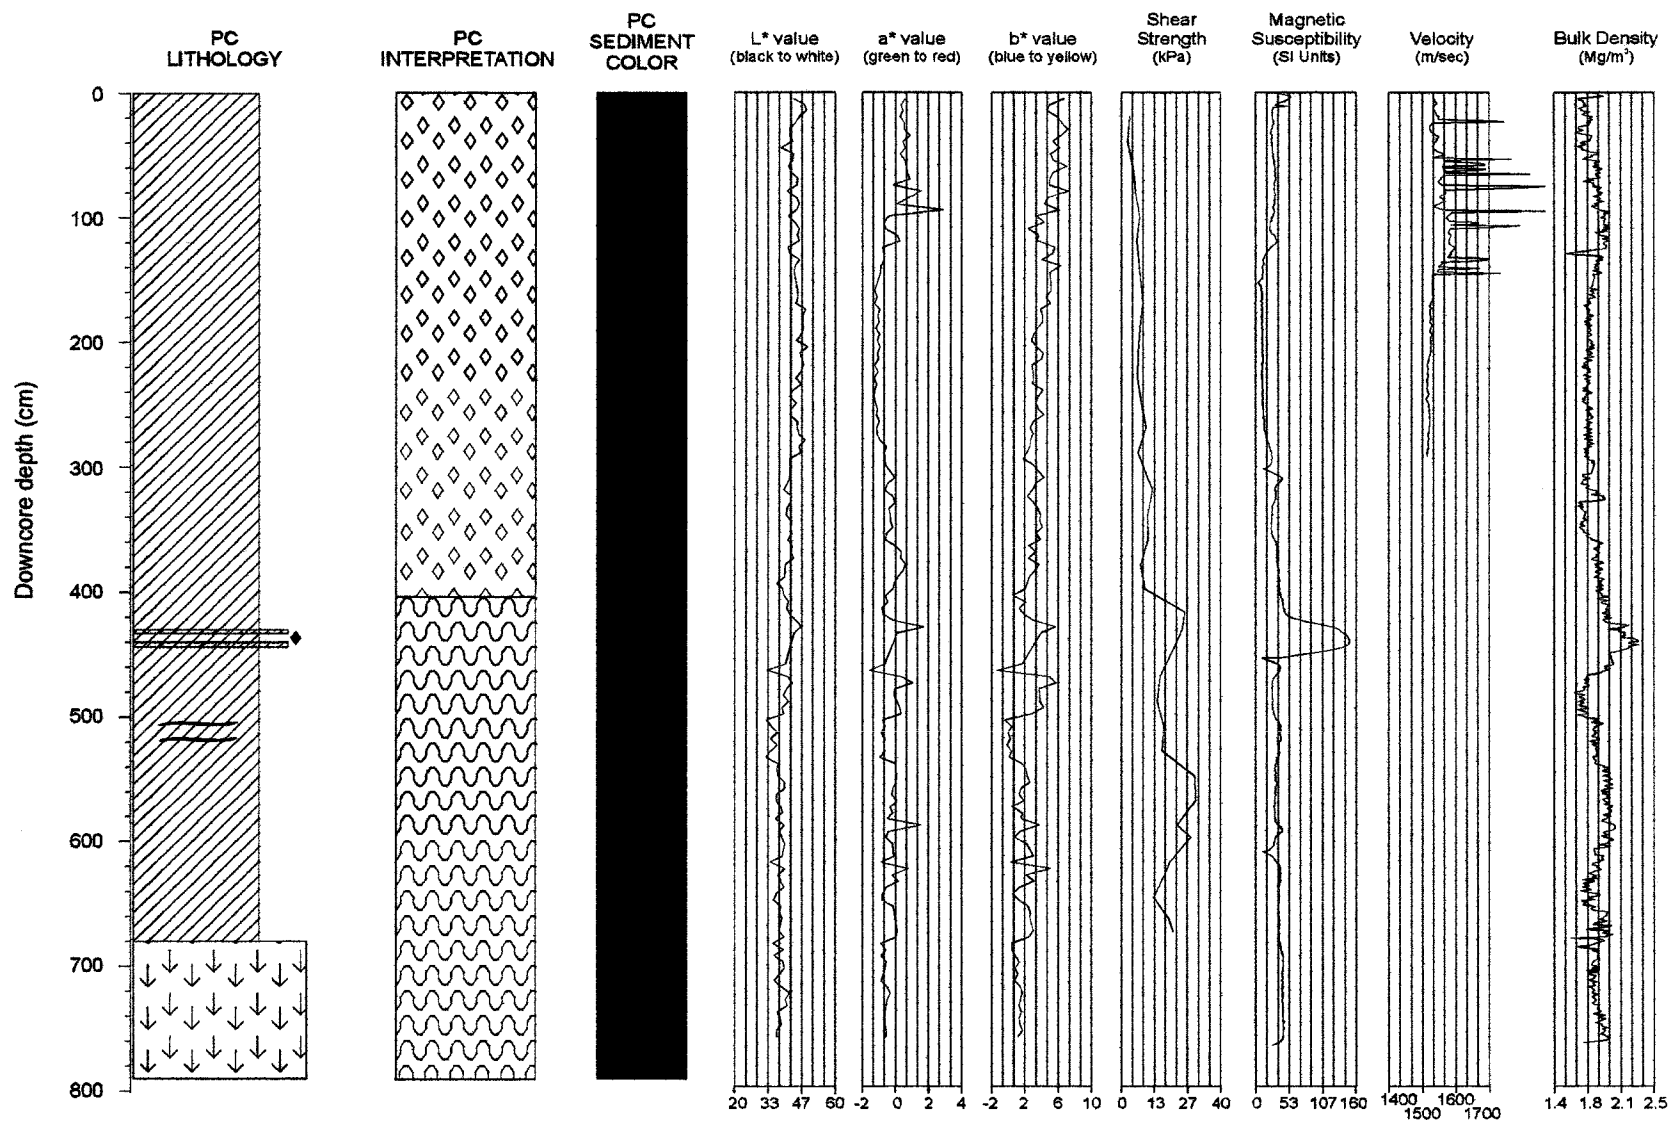 PC
LITHOLOGY
PC
INTERPRETATION
PC
SEDIMENT
COLOR
L* value
(black to white)
a* value
(green to red)
b* value
(blue to yellow)
Shear
Strength
(kPa)
Magnetic
Susceptibility
(SI Units)
Velocity
(m/sec)
Bulk Density
(Mg/m³)
Downcore depth (cm)
0
100
200
300
400
500
600
700
800
20 33 47 60
-2 0 2 4
-2 2 6 10
0 13 27 40
0 53 107 160
1400 1600
1500 1700
1.4 1.8 2.1 2.5